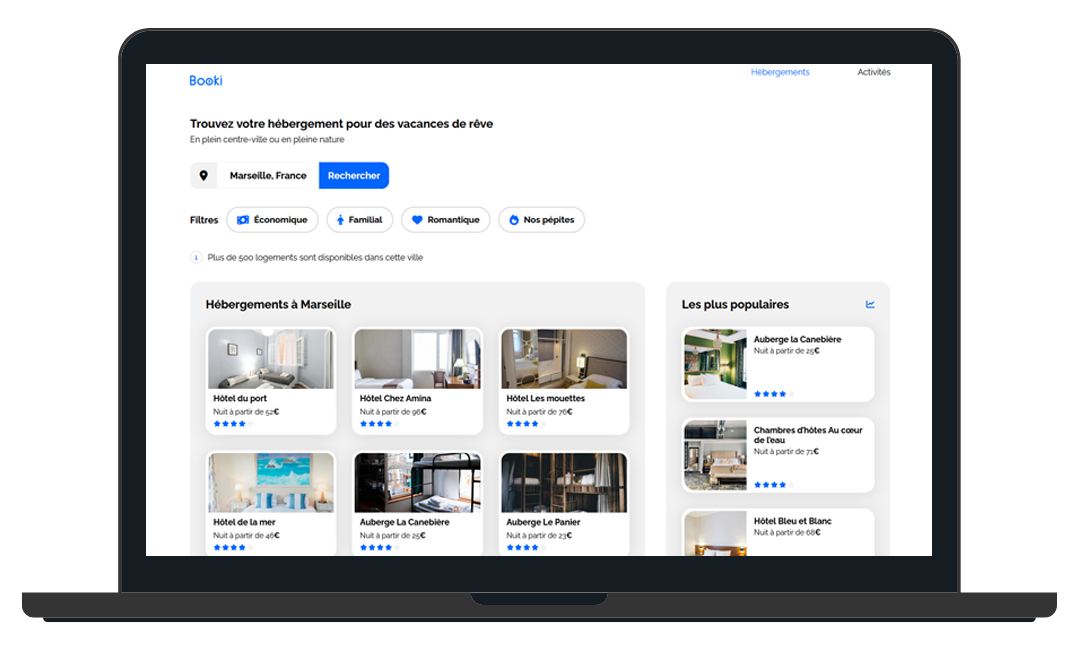 Booki
Hébergements
Activités
Trouvez votre hébergement pour des vacances de rêve
En plein centre-ville ou en pleine nature
Marseille, France
Rechercher
Filtres
Économique
Familial
Romantique
Nos pépites
Plus de 500 logements sont disponibles dans cette ville
Hébergements à Marseille
Hôtel du port
Nuit à partir de 52€
Hôtel Chez Amina
Nuit à partir de 96€
Hôtel Les mouettes
Nuit à partir de 76€
Hôtel de la mer
Nuit à partir de 46€
Auberge La Canebière
Nuit à partir de 25€
Auberge Le Panier
Nuit à partir de 23€
Les plus populaires
Auberge la Canebière
Nuit à partir de 25€
Chambres d'hôtes Au cœur
de l'eau
Nuit à partir de 71€
Hôtel Bleu et Blanc
Nuit à partir de 68€